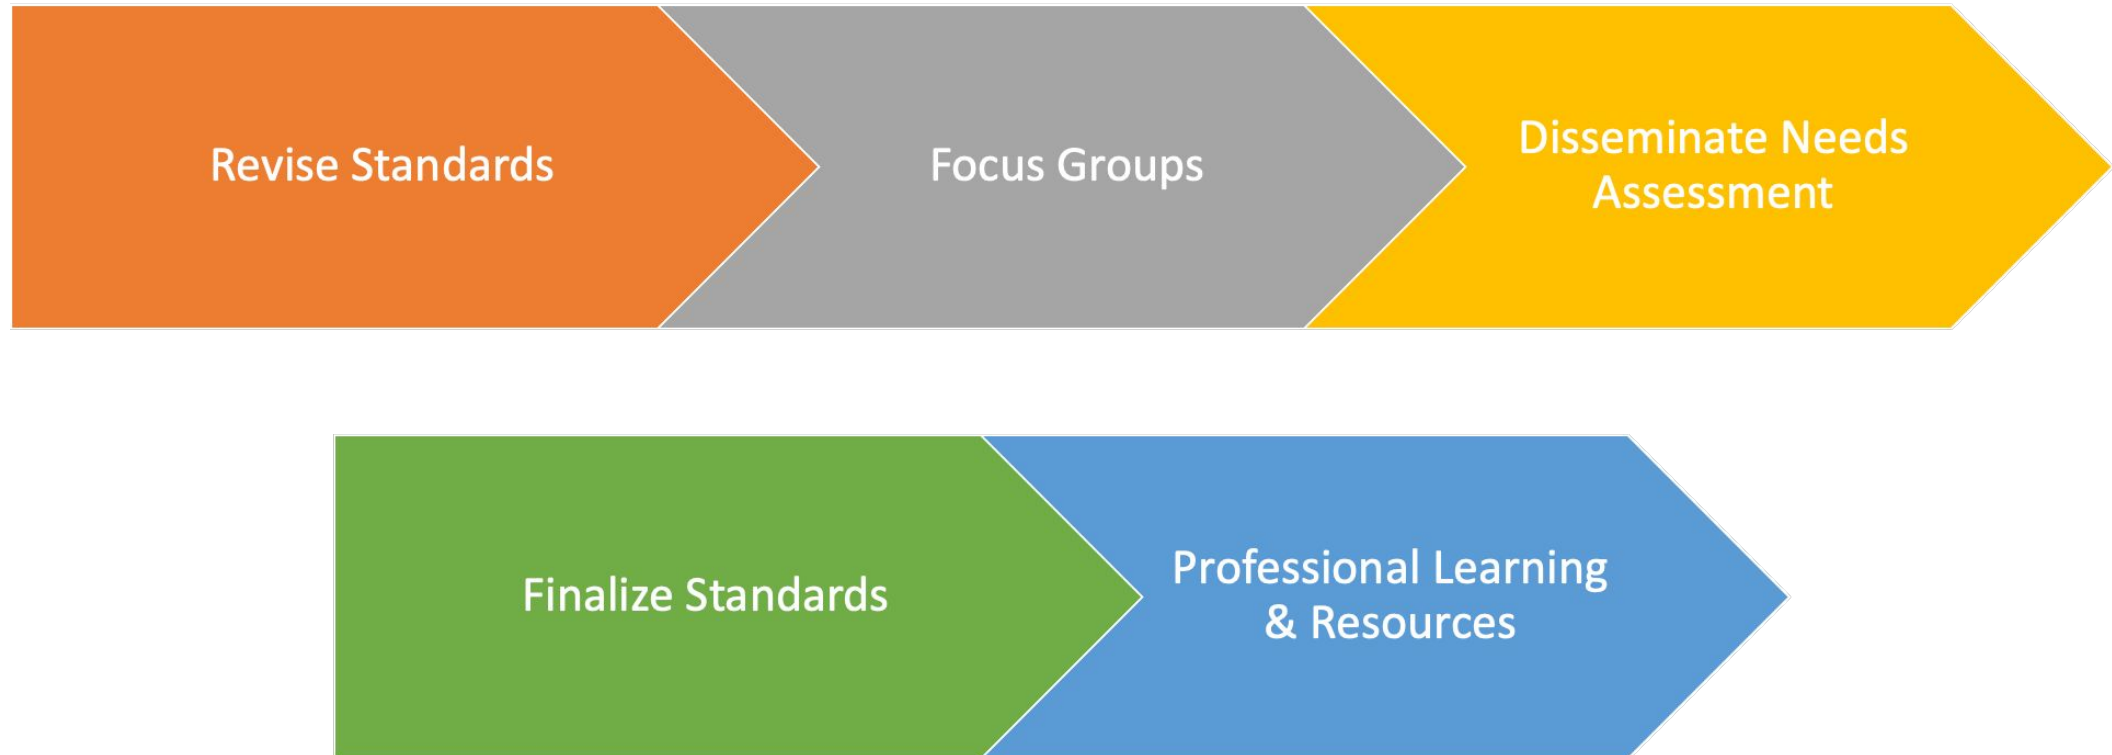 Revise Standards
Focus Groups
Disseminate Needs
Assessment
Finalize Standards
Professional Learning
& Resources